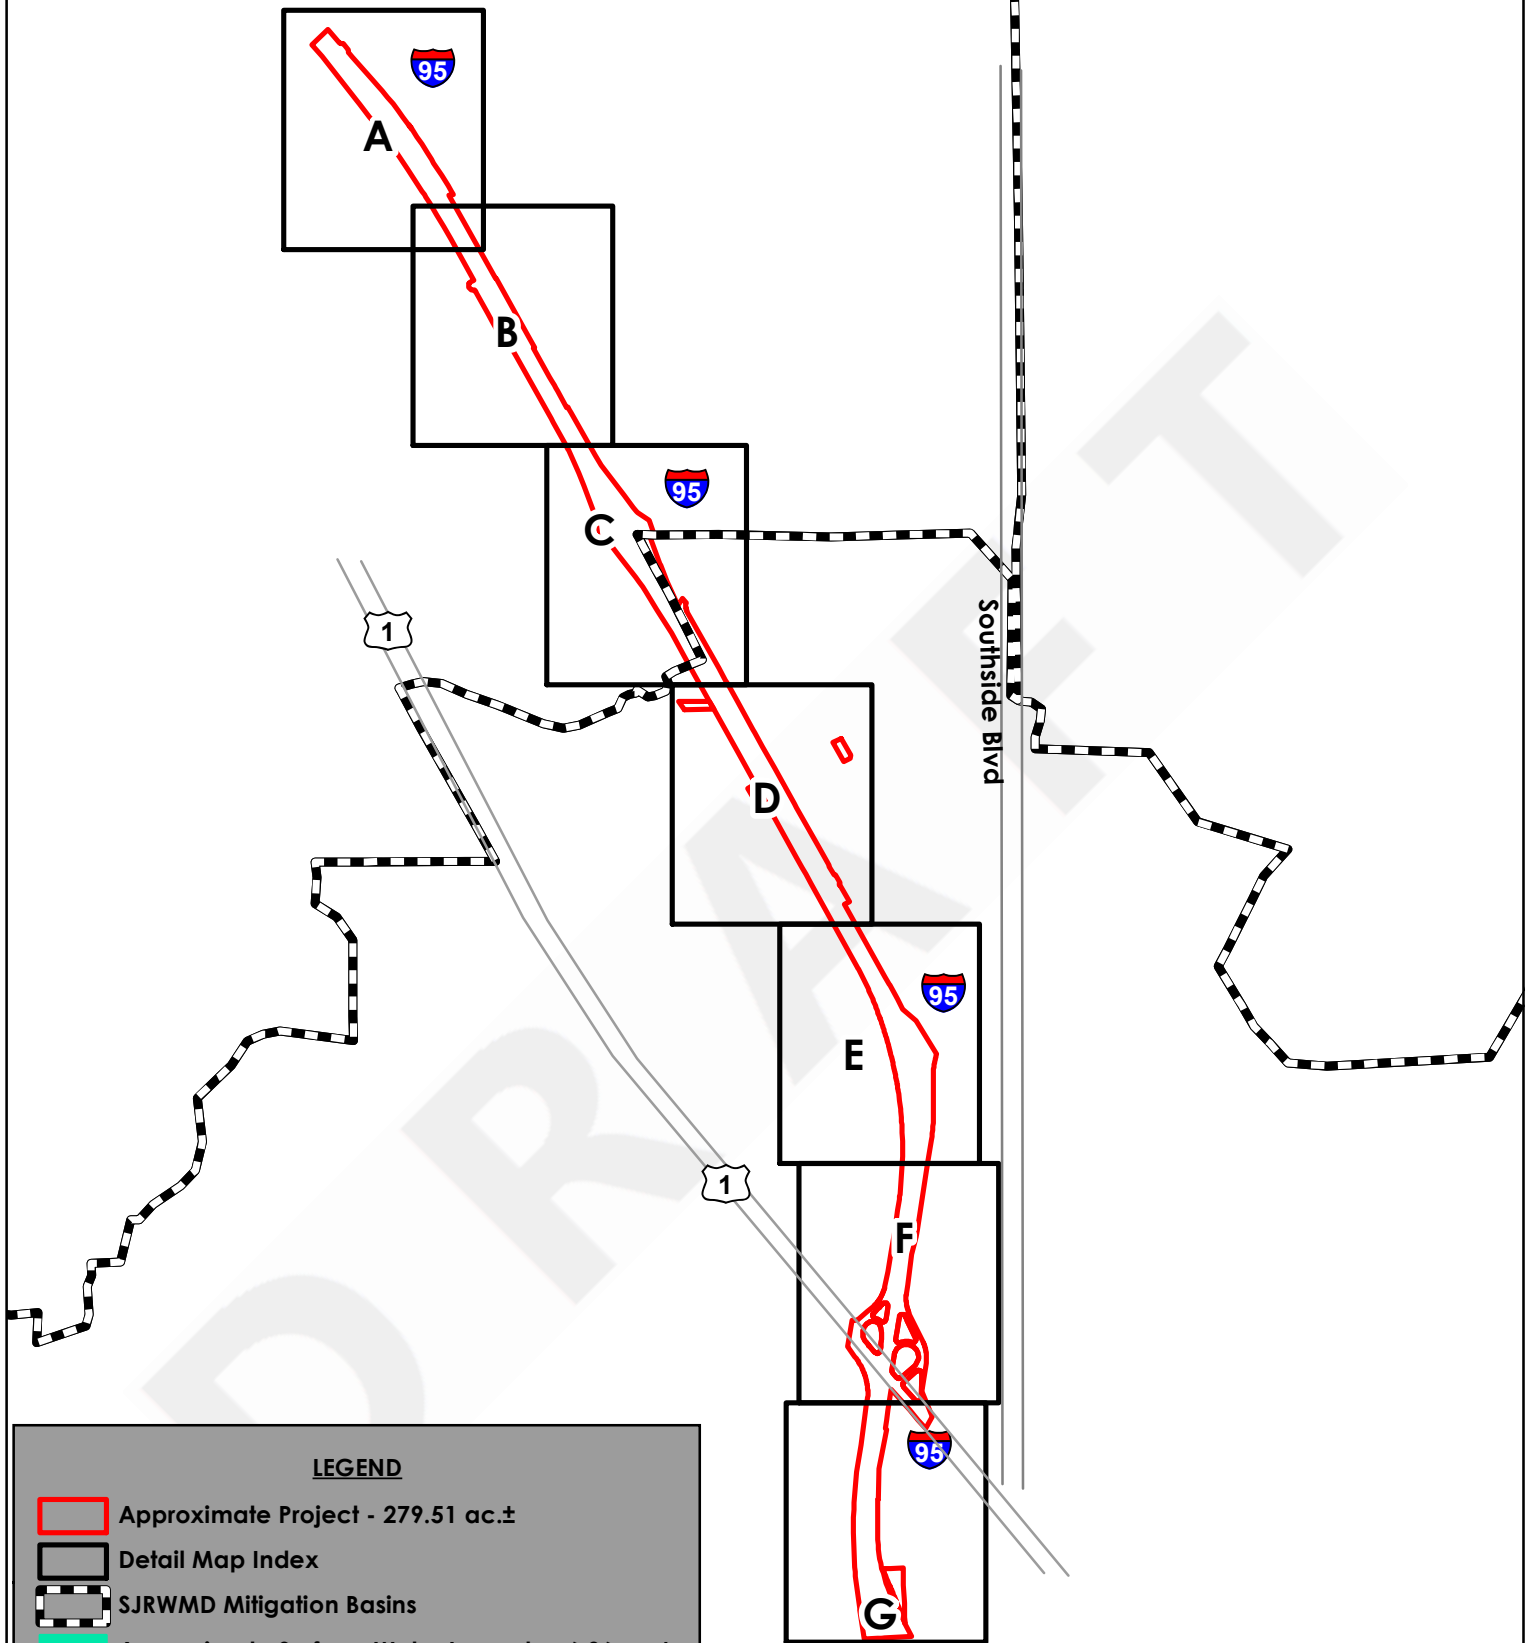 95
A
B
95
C
1
Southside Blvd
D
95
E
1
F
95
G
DRAFT
LEGEND
Approximate Project - 279.51 ac.±
Detail Map Index
SJRWMD Mitigation Basins